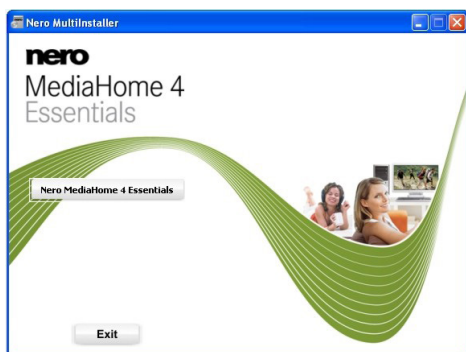 Nero MultiInstaller
nero
MediaHome 4
Essentials
Nero MediaHome 4 Essentials
Exit